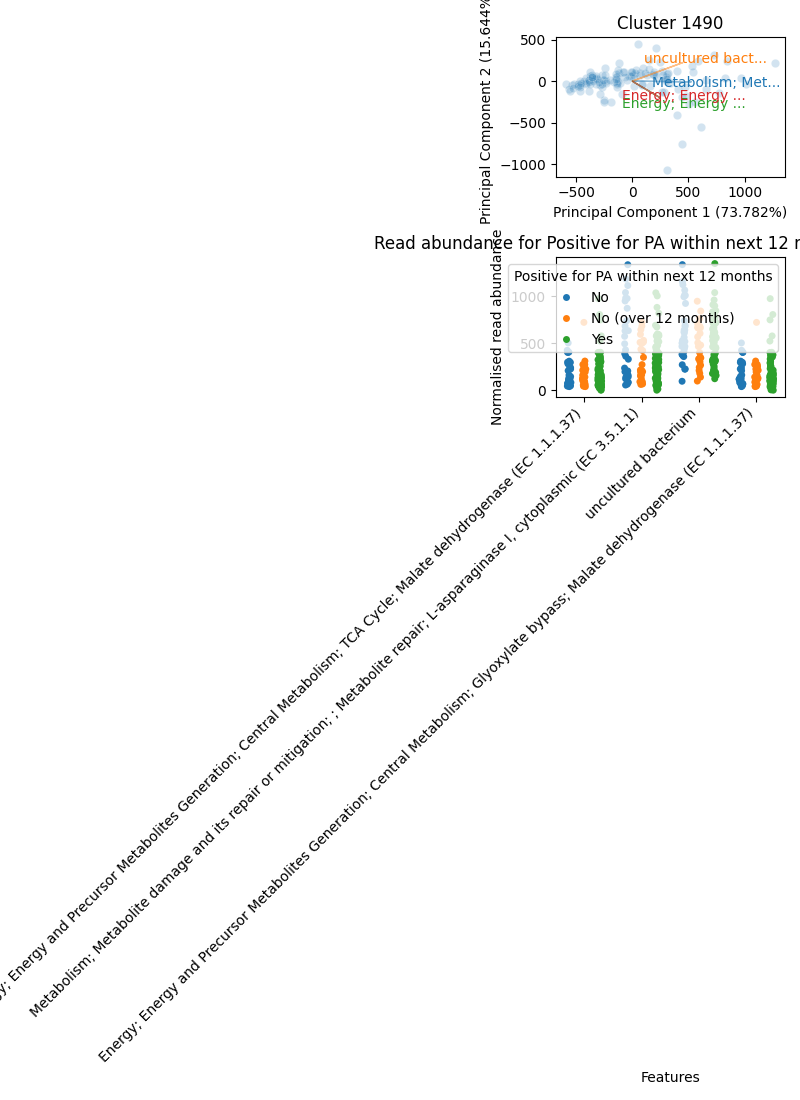 Cluster 1490
Principal Component 2 (15.644%
500
0
−500
−1000
uncultured bact...
Metabolism; Met...
Energy; Energy ...
Energy; Energy ...
−500
0
500
1000
Principal Component 1 (73.782%)
Read abundance for Positive for PA within next 12
Normalised read abundance
1000
500
0
Positive for PA within next 12 months
No
No (over 12 months)
Yes
Energy and Precursor Metabolites Generation; Central Metabolism; TCA Cycle; Malate dehydrogenase (EC 1.1.1.37)
Metabolism; Metabolite damage and its repair or mitigation; ; Metabolite repair; L-asparaginase I, cytoplasmic (EC 3.5.1.1)
uncultured bacterium
Energy; Energy and Precursor Metabolites Generation; Central Metabolism; Glyoxylate bypass; Malate dehydrogenase (EC 1.1.1.37)
Features